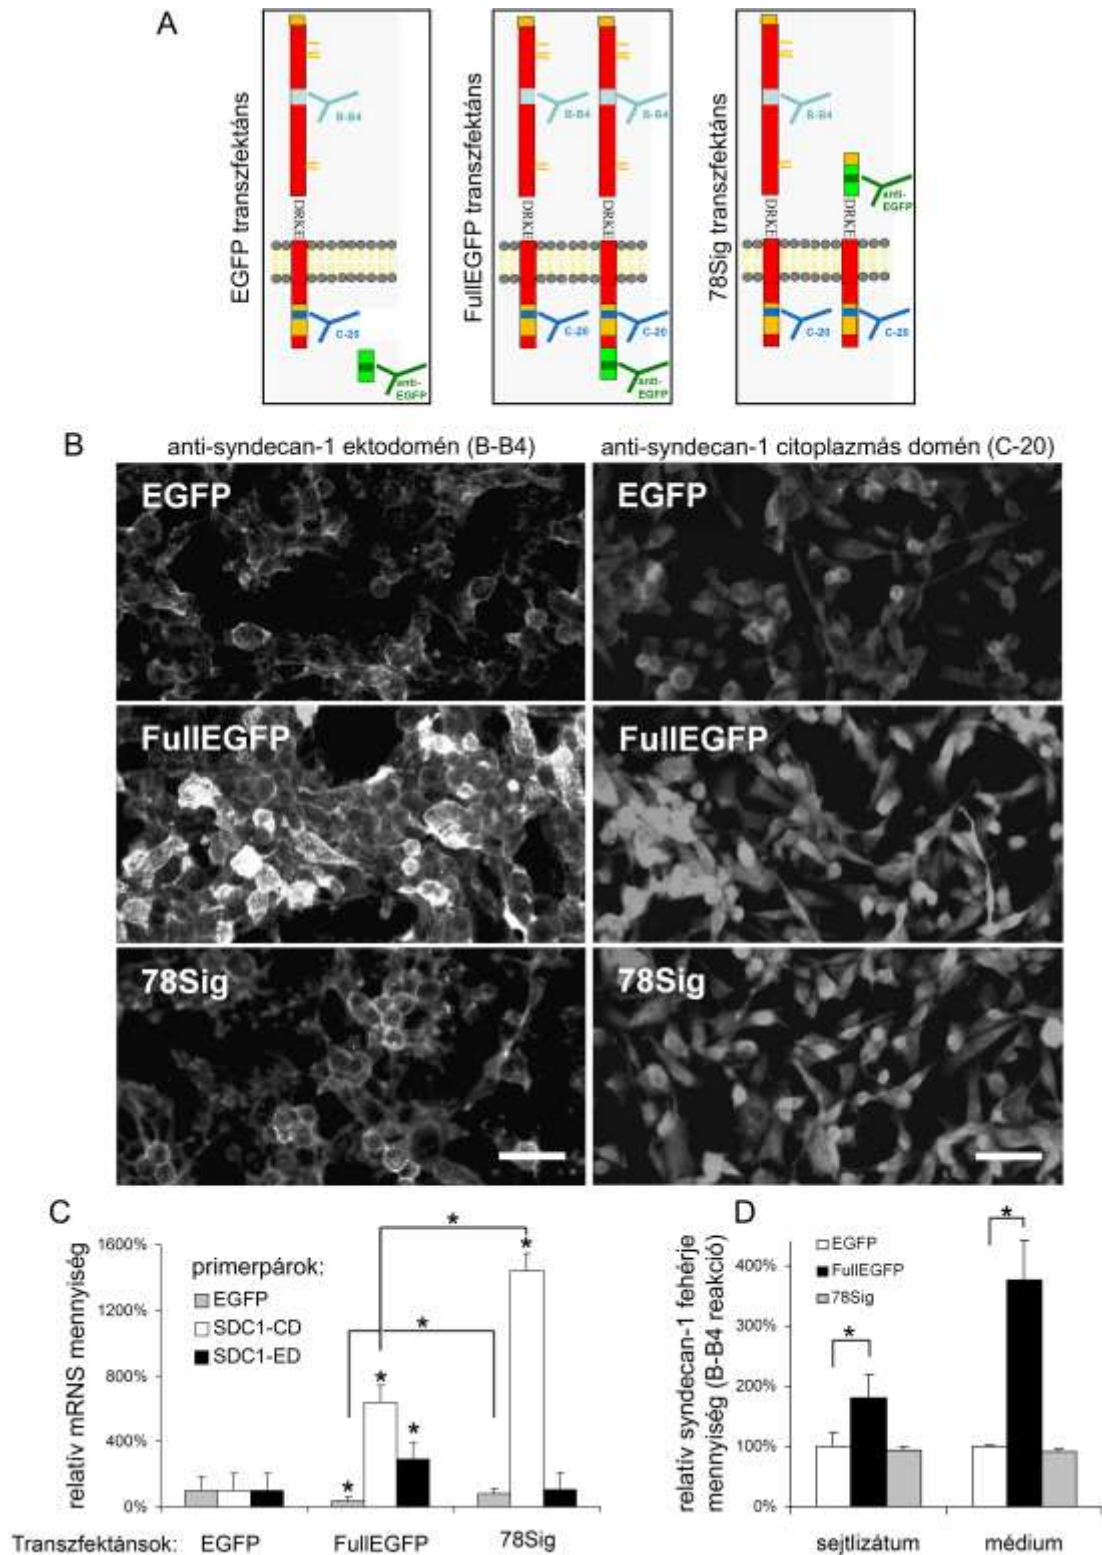 A
EGFP transzfektáns
B-B4
DRKE
C-20
anti-
EGFP
FullEGFP transzfektáns
B-B4
B-B4
DRKE
DRKE
C-20
C-20
anti-
EGFP
78Sig transzfektáns
B-B4
anti-
EGFP
DRKE
DRKE
C-20
C-20
B
anti-syndecan-1 ektodomén (B-B4)
anti-syndecan-1 citoplazmás domén (C-20)
EGFP
EGFP
FullEGFP
FullEGFP
78Sig
78Sig
C
relatív mRNS mennyiség
1600%
1200%
800%
400%
0%
primerpárok:
EGFP
SDC1-CD
SDC1-ED
*
*
*
*
*
*
Transzfektánsok:
EGFP
FullEGFP
78Sig
D
relatív syndecan-1 fehérje
mennyiség (B-B4 reakció)
400%
300%
200%
100%
0%
EGFP
FullEGFP
78Sig
*
*
sejtlizátum
médium